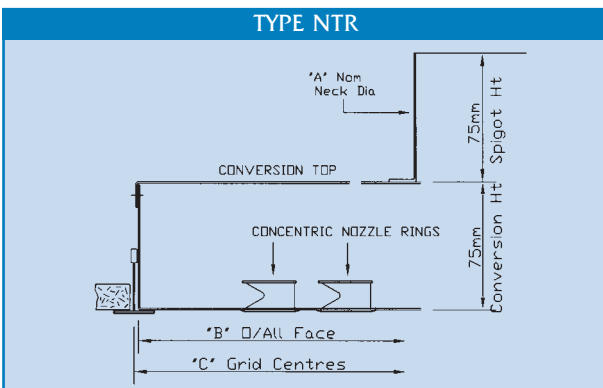 TYPE NTR
"A" Nom
Neck Dia
75mm
Spigot Ht
CONVERSION TOP
CONCENTRIC NOZZLE RINGS
75mm
Conversion Ht
"B" O/All Face
"C" Grid Centres